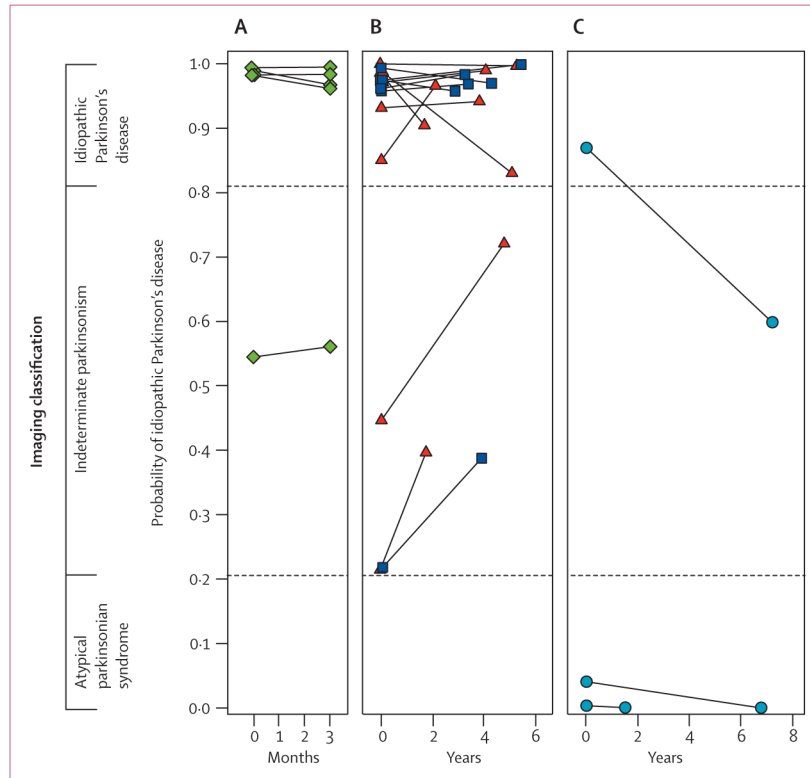 A
B
C
Imaging classification
Idiopathic
Parkinson's
disease
Indeterminate parkinsonism
Atypical
parkinsonian
syndrome
Probability of idiopathic Parkinson's disease
1·0
0·9
0·8
0·7
0·6
0·5
0·4
0·3
0·2
0·1
0·0
0 1 2 3
Months
0 2 4 6
Years
0 2 4 6 8
Years